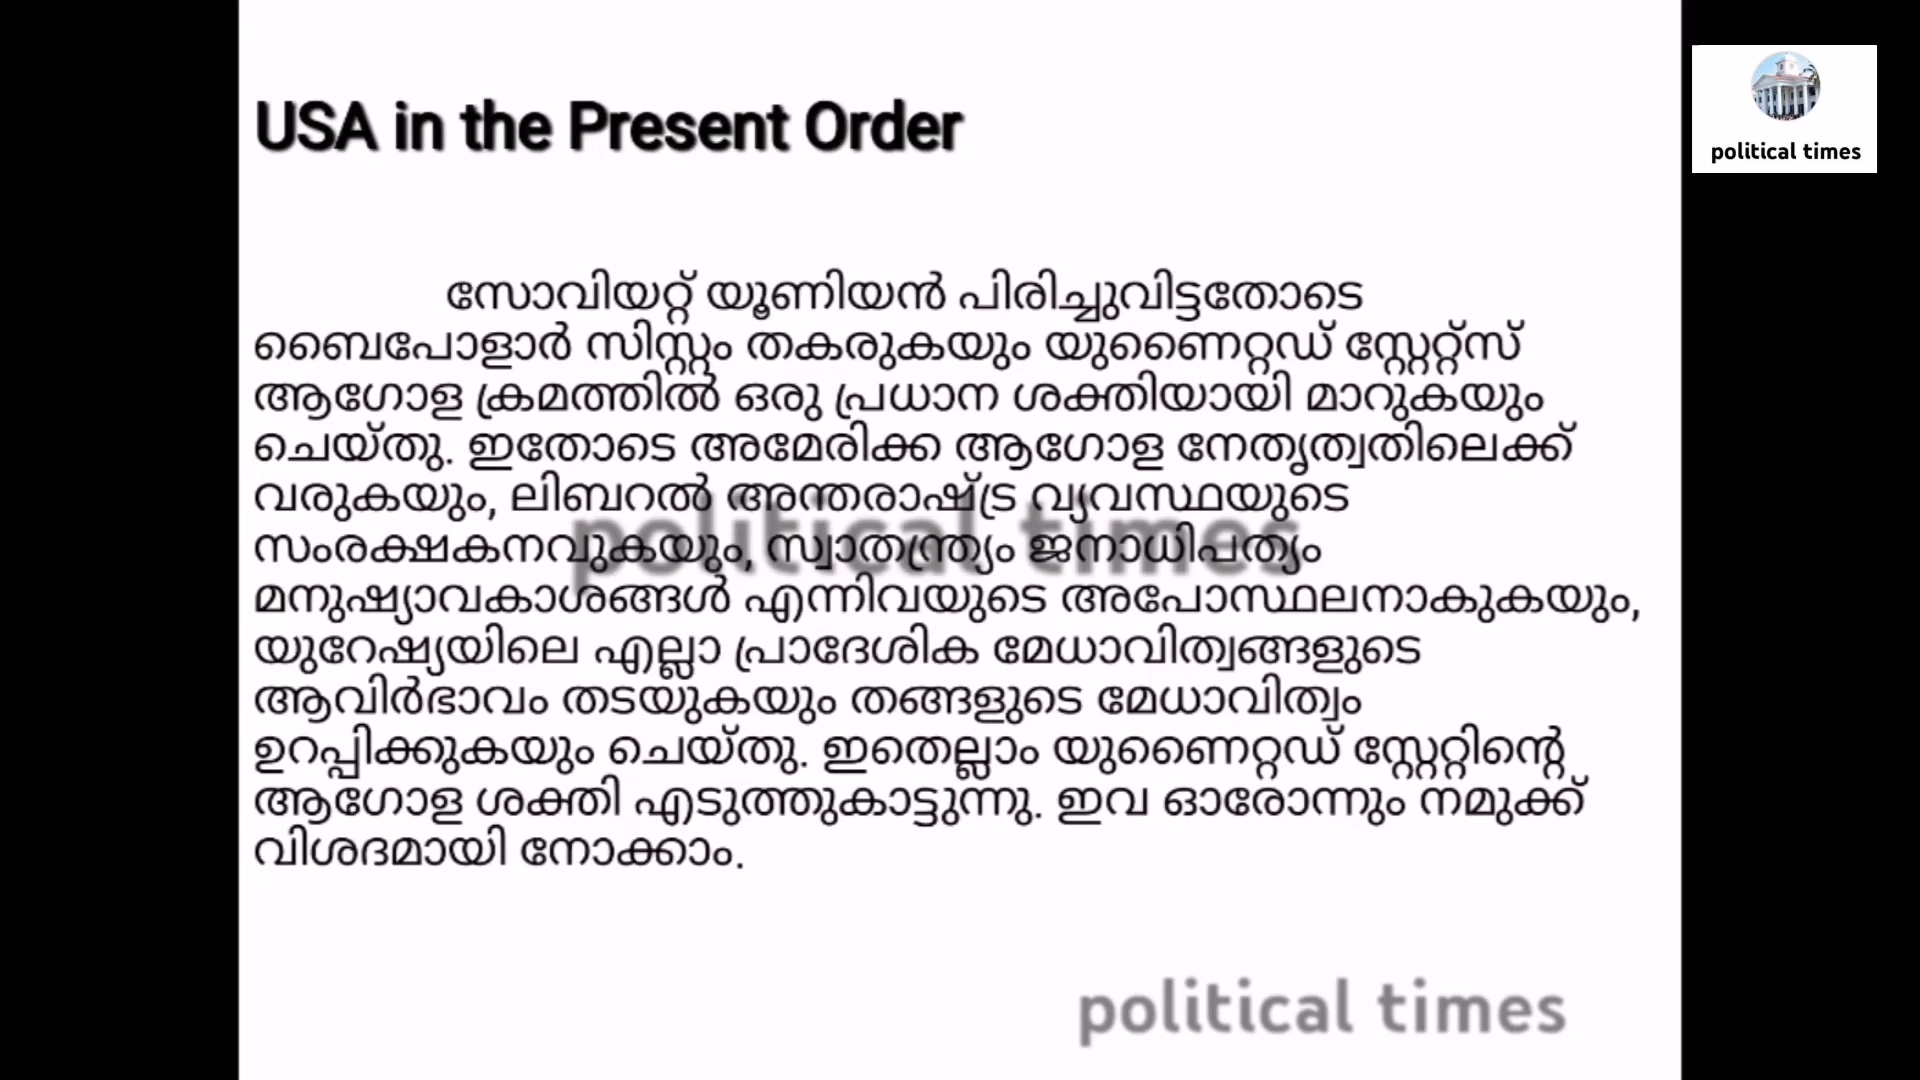 USA in the Present Order
political times
സോവിയറ്റ് യൂണിയൻ പിരിച്ചുവിട്ടതോടെ
ബൈപോളാർ സിസ്റ്റം തകരുകയും യുണൈറ്റഡ് സ്റ്റേറ്റ്സ്
ആഗോള ക്രമത്തിൽ ഒരു പ്രധാന ശക്തിയായി മാറുകയും
ചെയ്തു. ഇതോടെ അമേരിക്ക ആഗോള നേതൃത്വതിലെക്ക്
വരുകയും, ലിബറൽ അന്തരാഷ്ട്ര വ്യവസ്ഥയുടെ
political times
സംരക്ഷകനവുകയും, സ്വാതന്ത്ര്യം ജനാധിപത്യം
മനുഷ്യാവകാശങ്ങൾ എന്നിവയുടെ അപോസ്ഥലനാകുകയും,
യുറേഷ്യയിലെ എല്ലാ പ്രാദേശിക മേധാവിത്വങ്ങളുടെ
ആവിർഭാവം തടയുകയും തങ്ങളുടെ മേധാവിത്വം
ഉറപ്പിക്കുകയും ചെയ്തു. ഇതെല്ലാം യുണൈറ്റഡ് സ്റ്റേറ്റിന്റെ
ആഗോള ശക്തി എടുത്തുകാട്ടുന്നു. ഇവ ഓരോന്നും നമുക്ക്
വിശദമായി നോക്കാം.
political times